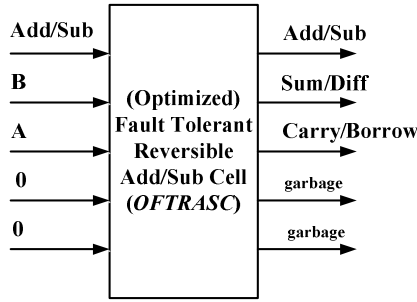 Add/Sub
B
A
0
0
(Optimized)
Fault Tolerant
Reversible
Add/Sub Cell
(OFTRASC)
Add/Sub
Sum/Diff
Carry/Borrow
garbage
garbage